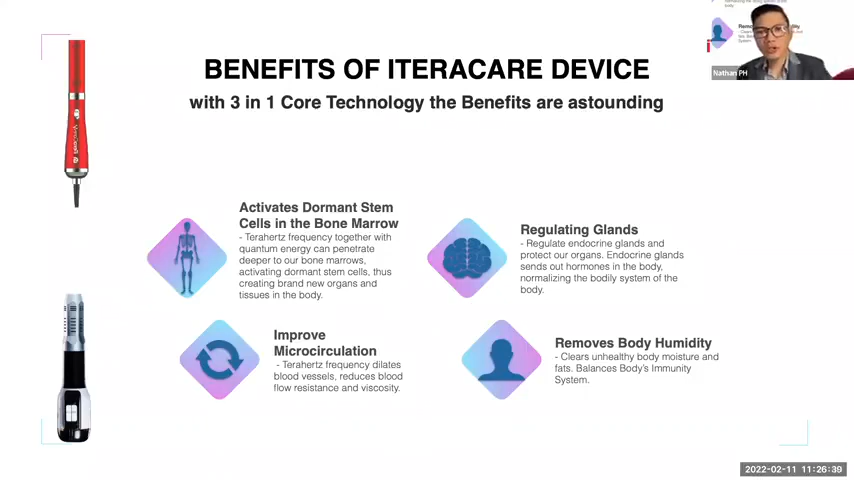 BENEFITS OF ITERACARE DEVICE
with 3 in 1 Core Technology the Benefits are astounding
Nathan PH
Activates Dormant Stem
Cells in the Bone Marrow
- Terahertz frequency together with
quantum energy can penetrate
deeper to our bone marrows,
activating dormant stem cells, thus
creating brand new organs and
tissues in the body.
Regulating Glands
- Regulate endocrine glands and
protect our organs. Endocrine glands
sends out hormones in the body,
normalizing the bodily system of the
body.
Improve
Microcirculation
- Terahertz frequency dilates
blood vessels, reduces blood
flow resistance and viscosity.
Removes Body Humidity
- Clears unhealthy body moisture and
fats. Balances Body's Immunity
System.
2022-02-11 11:26:39